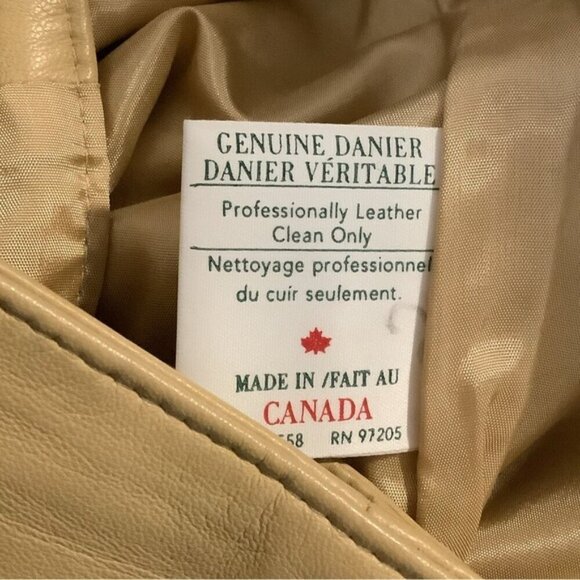 GENUINE DANIER
DANIER VÉRITABLE
Professionally Leather
Clean Only
Nettoyage professionnel
du cuir seulement.
MADE IN /FAIT AU
CANADA
58 RN 97205